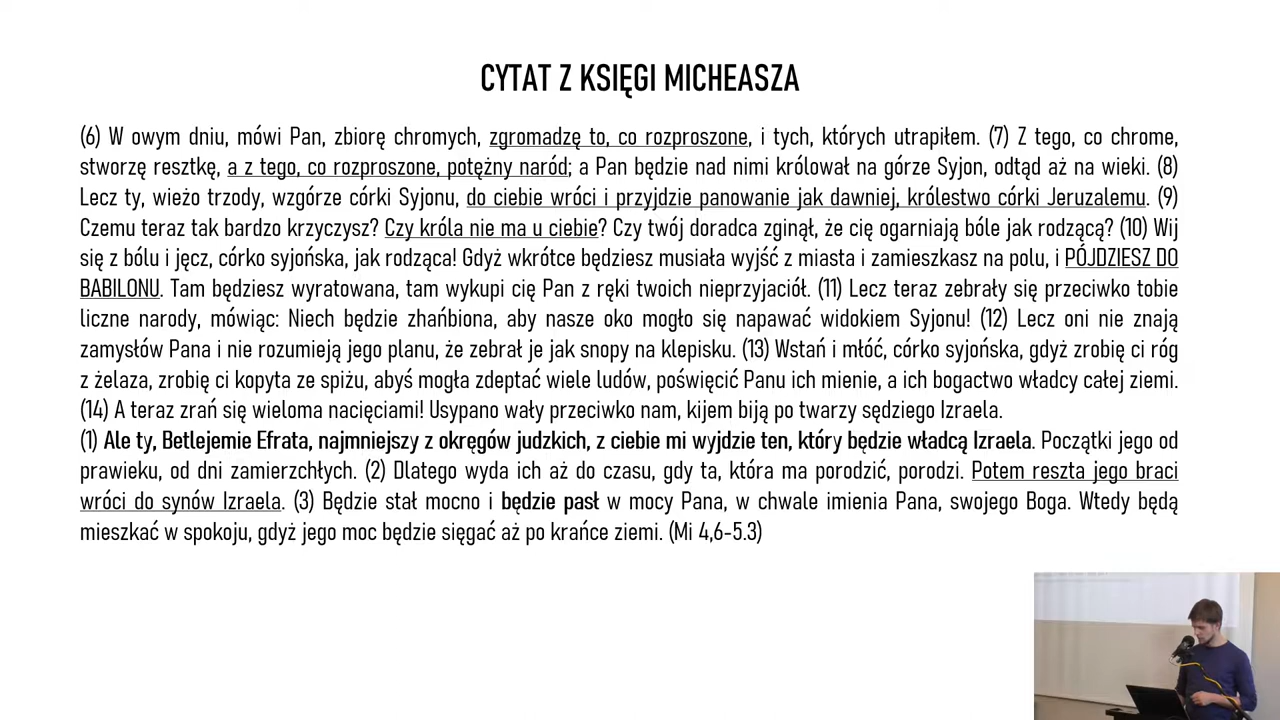 CYTAT Z KSIĘGI MICHEASZA
(6) W owym dniu, mówi Pan, zbiorę chromych, zgromadzę to, co rozproszone, i tych, których utrapiłem. (7) Z tego, co chrome,
stworzę resztkę, a z tego, co rozproszone, potężny naród; a Pan będzie nad nimi królował na górze Syjon, odtąd aż na wieki. (8)
Lecz ty, wieżo trzody, wzgórze córki Syjonu, do ciebie wróci i przyjdzie panowanie jak dawniej, królestwo córki Jeruzalemu. (9)
Czemu teraz tak bardzo krzyczysz? Czy króla nie ma u ciebie? Czy twój doradca zginął, że cię ogarniają bóle jak rodzącą? (10) Wij
się z bólu i jęcz, córko syjońska, jak rodząca! Gdyż wkrótce będziesz musiała wyjść z miasta i zamieszkasz na polu, i PÓJDZIESZ DO
BABILONU. Tam będziesz wyratowana, tam wykupi cię Pan z ręki twoich nieprzyjaciół. (11) Lecz teraz zebrały się przeciwko tobie
liczne narody, mówiąc: Niech będzie zhańbiona, aby nasze oko mogło się napawać widokiem Syjonu! (12) Lecz oni nie znają
zamysłów Pana i nie rozumieją jego planu, że zebrał je jak snopy na klepisku. (13) Wstań i młóć, córko syjońska, gdyż zrobię ci róg
z żelaza, zrobię ci kopyta ze spiżu, abyś mogła zdeptać wiele ludów, poświęcić Panu ich mienie, a ich bogactwo władcy całej ziemi.
(14) A teraz zrań się wieloma nacięciami! Usypano wały przeciwko nam, kijem biją po twarzy sędziego Izraela.
(1) Ale ty, Betlejemie Efrata, najmniejszy z okręgów judzkich, z ciebie mi wyjdzie ten, który będzie władcą Izraela. Początki jego od
prawieku, od dni zamierzchłych. (2) Dlatego wyda ich aż do czasu, gdy ta, która ma porodzić, porodzi. Potem reszta jego braci
wróci do synów Izraela. (3) Będzie stał mocno i będzie pasł w mocy Pana, w chwale imienia Pana, swojego Boga. Wtedy będą
mieszkać w spokoju, gdyż jego moc będzie sięgać aż po krańce ziemi. (Mi 4,6-5.3)